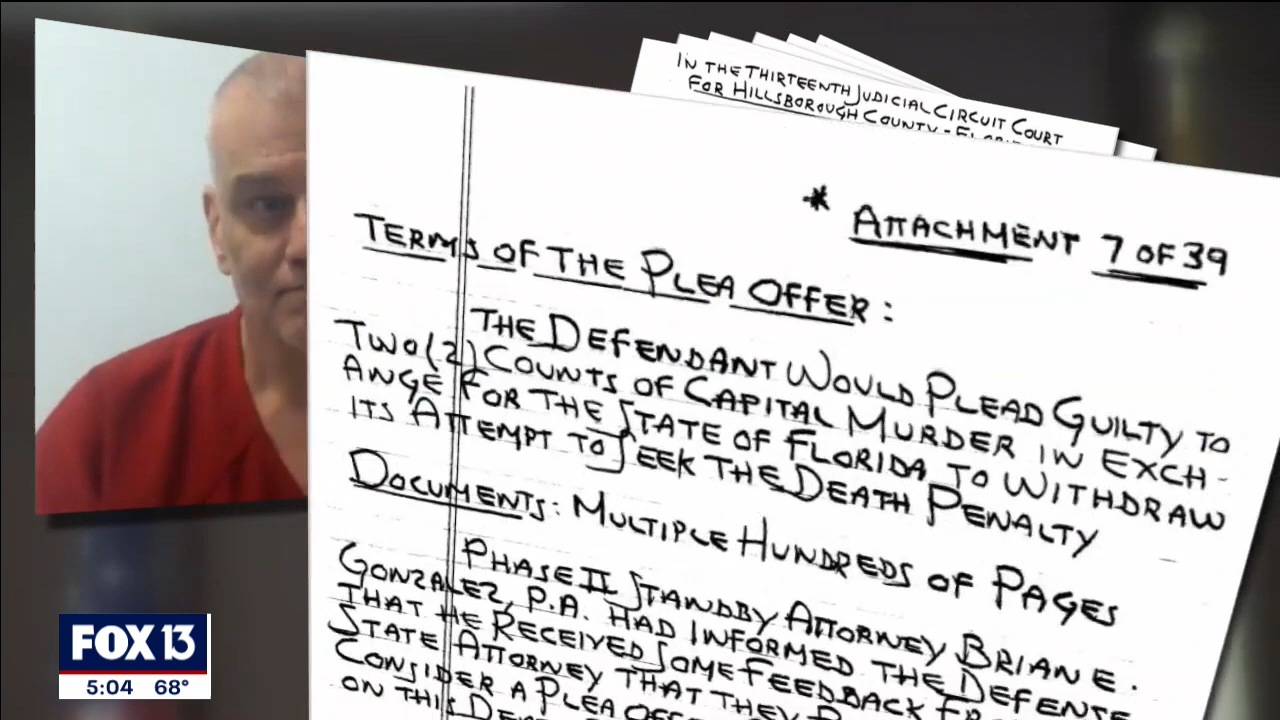 IN THE THIRTEENTH JUDICIAL CIRCUIT COURT
FOR HILLSBOROUGH COUNTY -
* ATTACHMENT 7 OF 39
TERMS OF THE PLEA OFFER:
THE DEFENDANT WOULD PLEAD GUILTY TO
TWO (2) COUNTS OF CAPITAL MURDER IN EXCH-
ANGE FOR THE STATE OF FLORIDA TO WITHDRAW
ITS ATTEMPT TO SEEK THE DEATH PENALTY
DOCUMENTS: MULTIPLE HUNDREDS OF PAGES
PHASE II STANDBY ATTORNEY BRIAN E.
GONZALEZ, P.A. HAD INFORMED THE DEFENSE
THAT HE RECEIVED SOME FEEDBACK
STATE ATTORNEY THAT THEY
CONSIDER A PLEA
ON THIS
FOX 13
5:04 68°